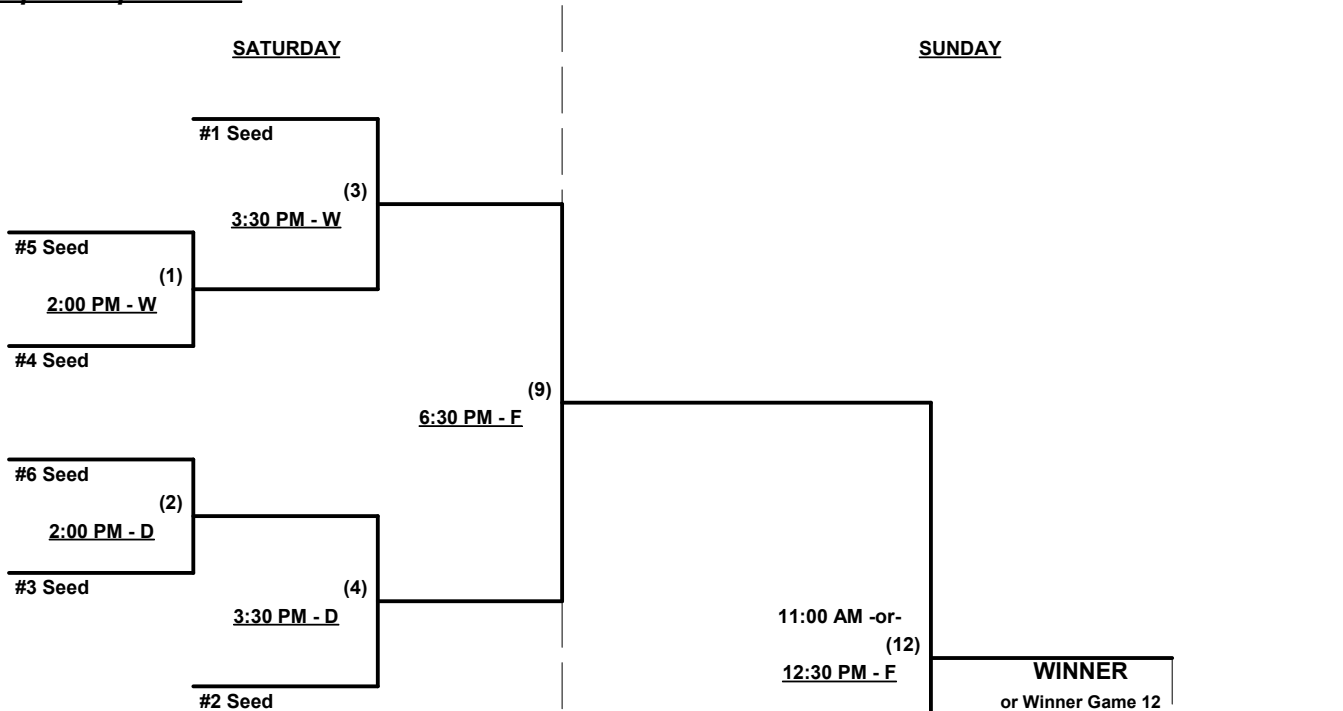 SATURDAY
SUNDAY
#1 Seed
(3)
3:30 PM - W
#5 Seed
(1)
2:00 PM - W
#4 Seed
(9)
6:30 PM - F
#6 Seed
(2)
2:00 PM - D
#3 Seed
(4)
3:30 PM - D
11:00 AM -or-
(12)
12:30 PM - F
WINNER
#2 Seed
or Winner Game 12